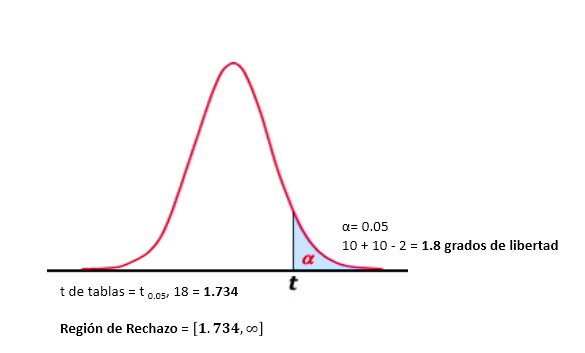 α= 0.05
10 + 10 - 2 = 1.8 grados de libertad
α
t
t de tablas = t 0.05, 18 = 1.734
Región de Rechazo = [1.734, ∞]